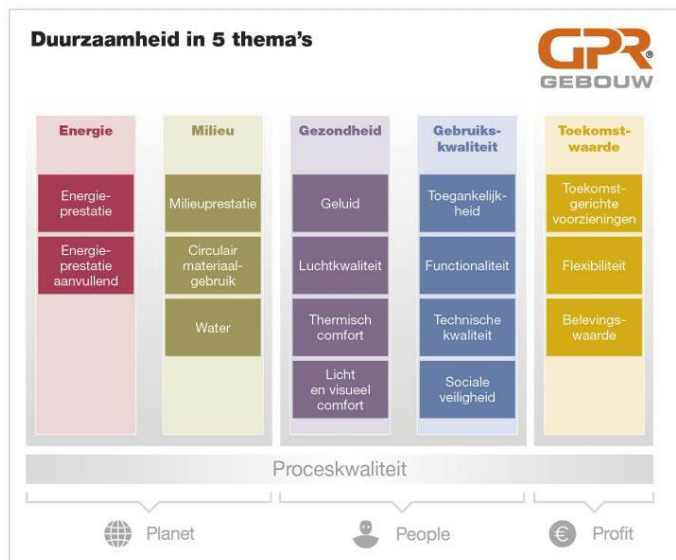 Duurzaamheid in 5 thema's
GPR®
GEBOUW
Energie
Energie-
prestatie
Energie-
prestatie
aanvullend
Milieu
Milieuprestatie
Circulair
materiaal-
gebruik
Water
Gezondheid
Geluid
Luchtkwaliteit
Thermisch
comfort
Licht
en visueel
comfort
Gebruiks-
kwaliteit
Toegankelijk-
heid
Functionaliteit
Technische
kwaliteit
Sociale
veiligheid
Toekomst-
waarde
Toekomst-
gerichte
voorzieningen
Flexibiliteit
Belevings-
waarde
Proceskwaliteit
Planet
People
€ Profit